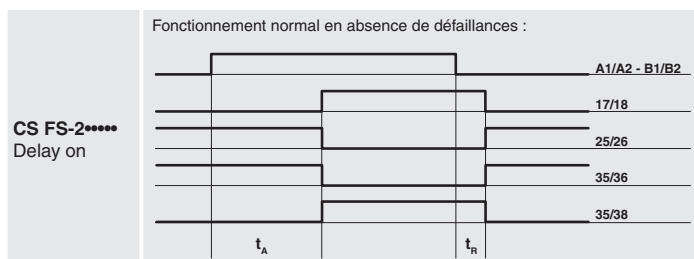 Fonctionnement normal en absence de défaillances :
CS FS-2•••••
Delay on
A1/A2 - B1/B2
17/18
25/26
35/36
35/38
tA
tR